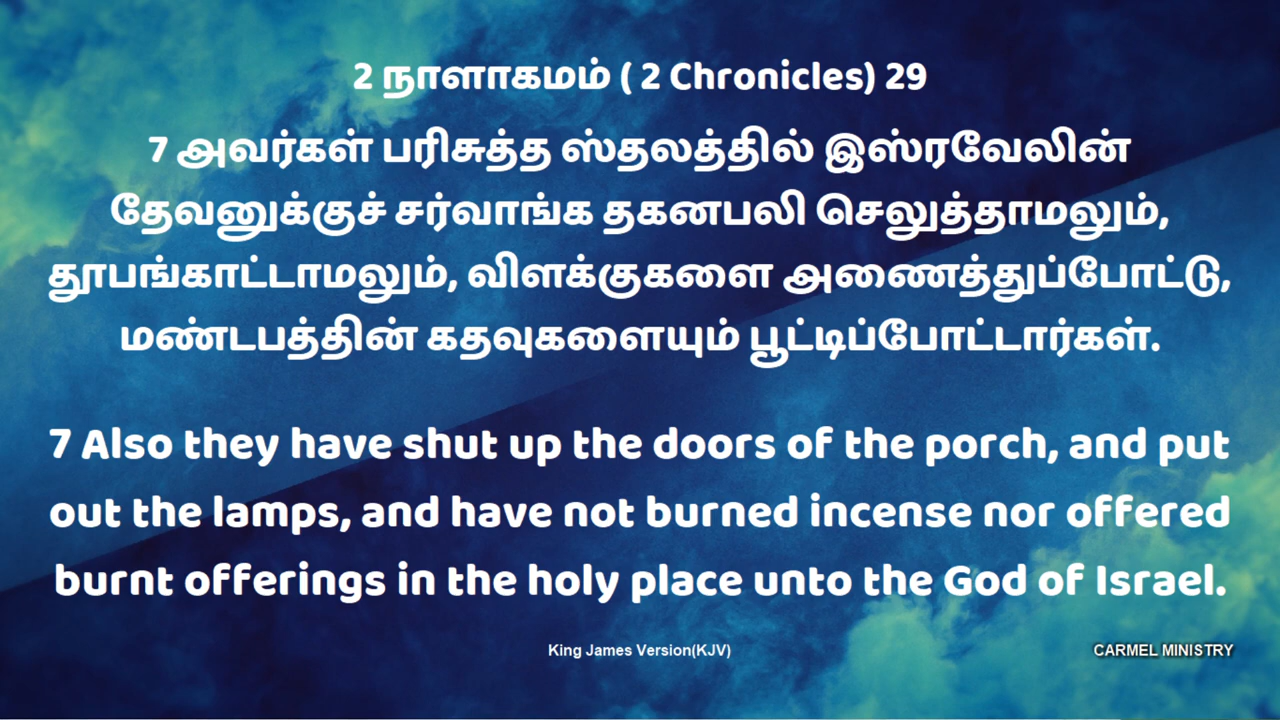 2 நாளாகமம் ( 2 Chronicles) 29
7 அவர்கள் பரிசுத்த ஸ்தலத்தில் இஸ்ரவேலின்
தேவனுக்குச் சர்வாங்க தகனபலி செலுத்தாமலும்,
தூபங்காட்டாமலும், விளக்குகளை அணைத்துப்போட்டு,
மண்டபத்தின் கதவுகளையும் பூட்டிப்போட்டார்கள்.
7 Also they have shut up the doors of the porch, and put
out the lamps, and have not burned incense nor offered
burnt offerings in the holy place unto the God of Israel.
King James Version(KJV)
CARMEL MINISTRY